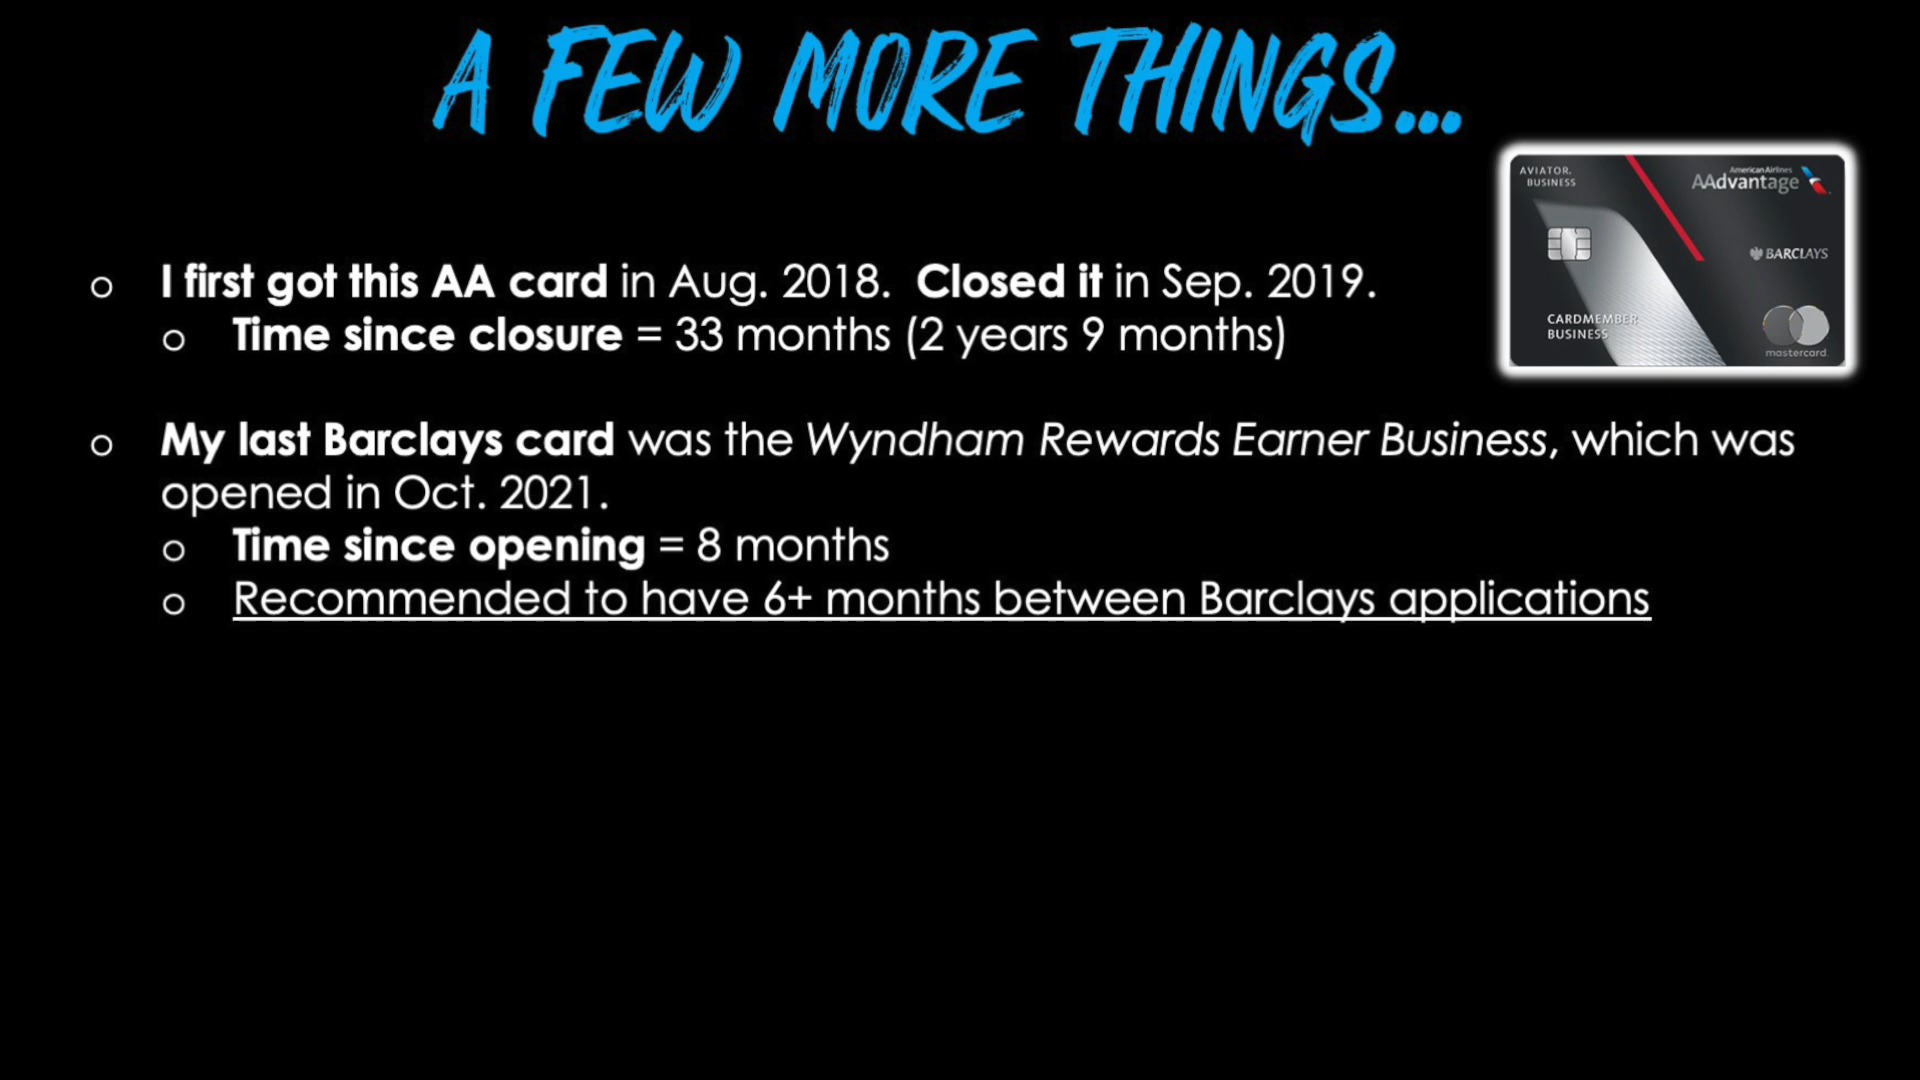 A FEW MORE THINGS...
AVIATOR.
BUSINESS
American Airlines
AAdvantage
BARCLAYS
CARDMEMBER
BUSINESS
mastercard.
o I first got this AA card in Aug. 2018. Closed it in Sep. 2019.
o Time since closure = 33 months (2 years 9 months)
o My last Barclays card was the Wyndham Rewards Earner Business, which was
opened in Oct. 2021.
o Time since opening = 8 months
o Recommended to have 6+ months between Barclays applications